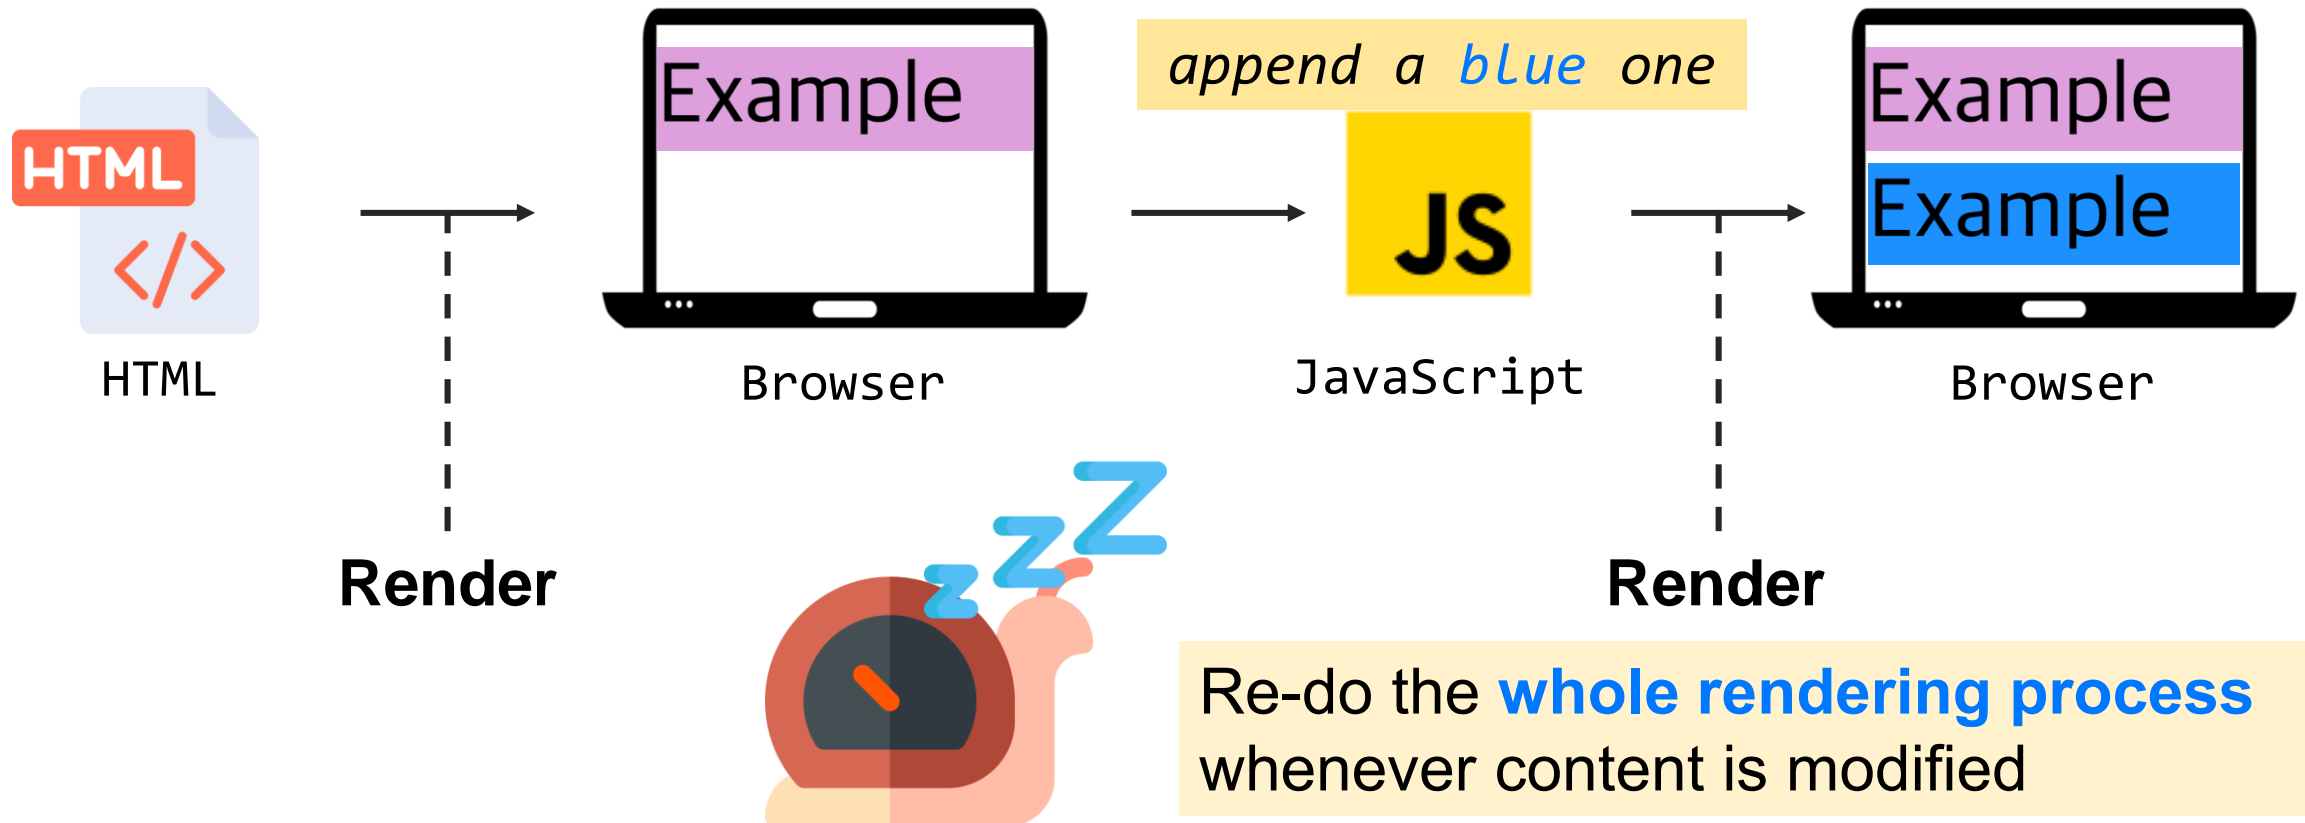 HTML
</>
HTML
Example
Browser
append a blue one
JS
JavaScript
Example
Example
Browser
Render
z z Z
Render
Re-do the whole rendering process
whenever content is modified